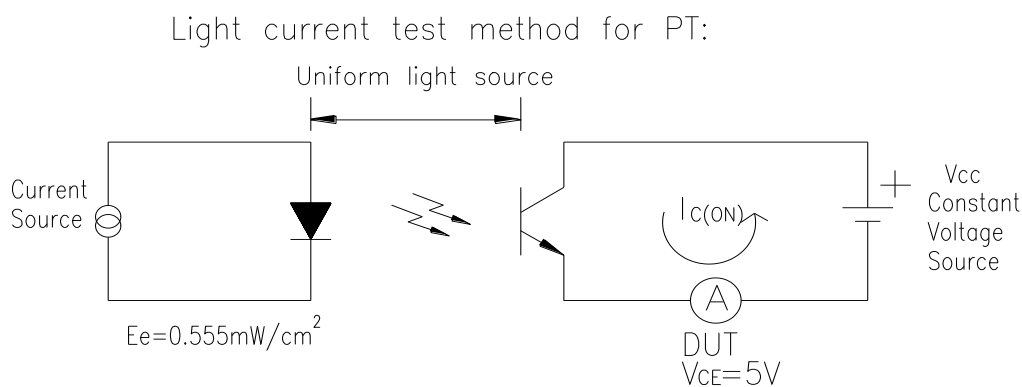 Light current test method for PT:
Uniform light source
Current
Source
IC(ON)
Vcc
Constant
Voltage
Source
A
Ee=0.555mW/cm²
DUT
VCE=5V